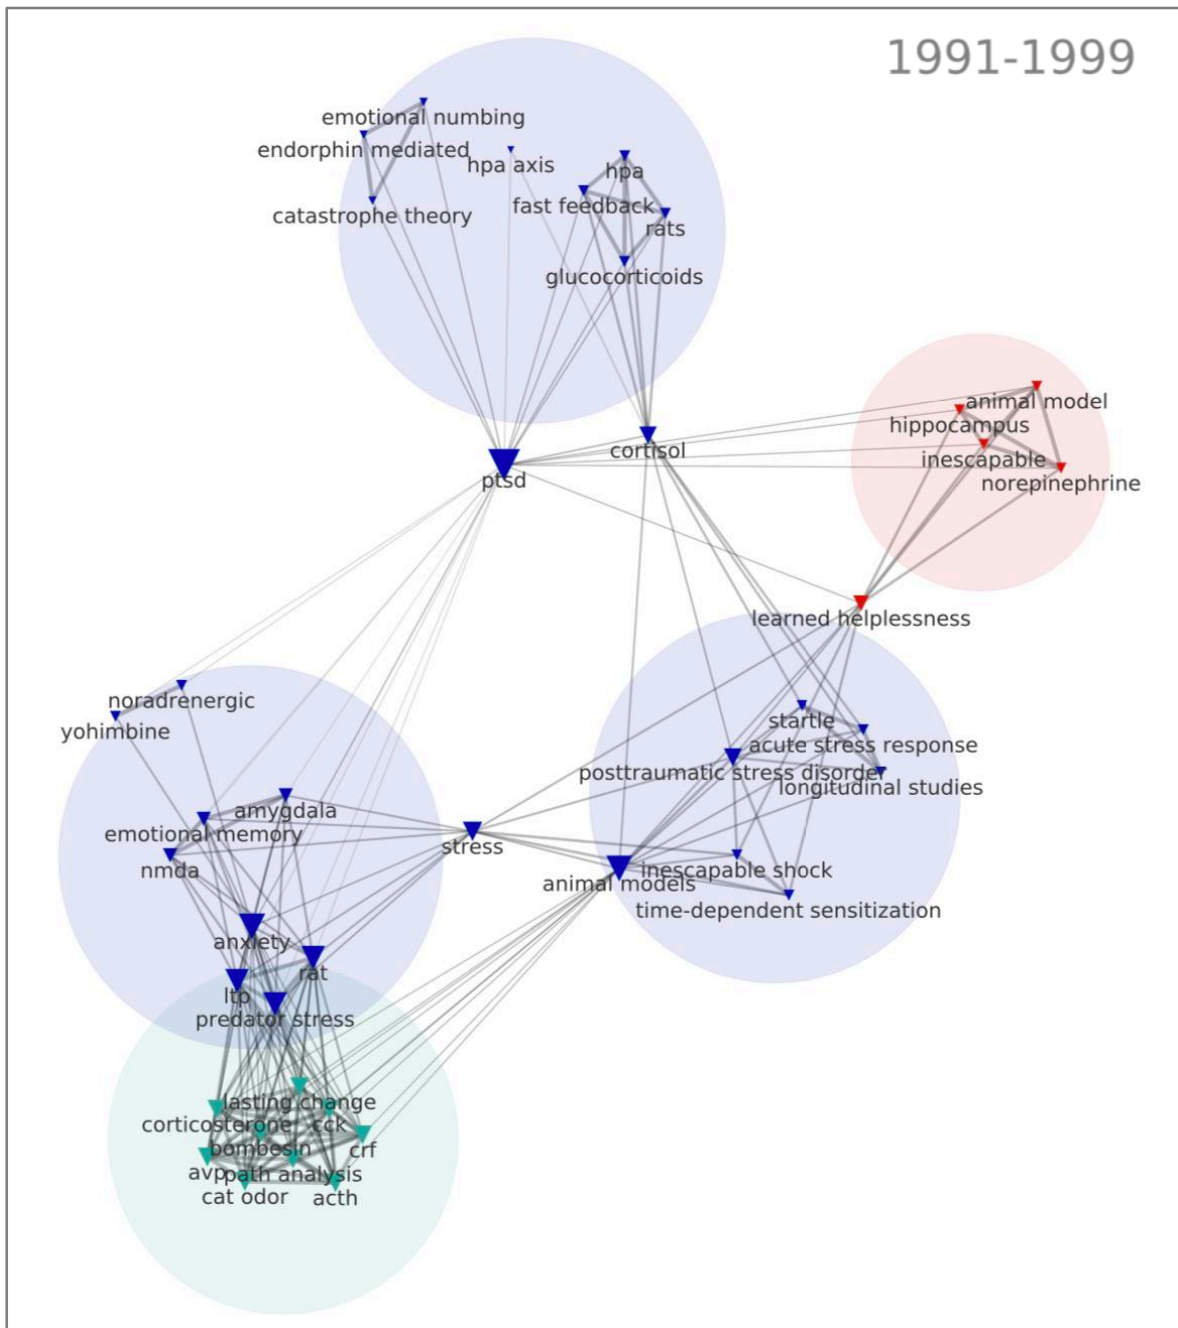 1991-1999
emotional numbing
endorphin mediated
hpa axis
hpa
catastrophe theory
fast feedback
rats
glucocorticoids
animal model
hippocampus
cortisol
inescapable
ptsd
norepinephrine
learned helplessness
noradrenergic
yohimbine
startle
acute stress response
posttraumatic stress disorder
longitudinal studies
amygdala
emotional memory
stress
nmda
inescapable shock
animal models
time-dependent sensitization
anxiety
rat
ltp
predator stress
lasting change
corticosterone
cck
bombesin
crf
avp
path analysis
cat odor
acth